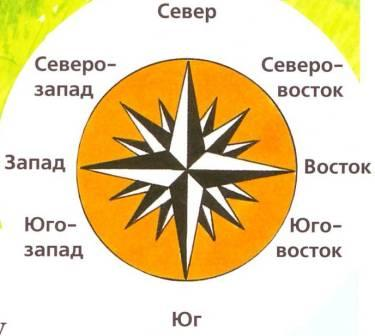 Север
Северо-
запад
Северо-
восток
Запад
Восток
Юго-
запад
Юго-
восток
Юг
у